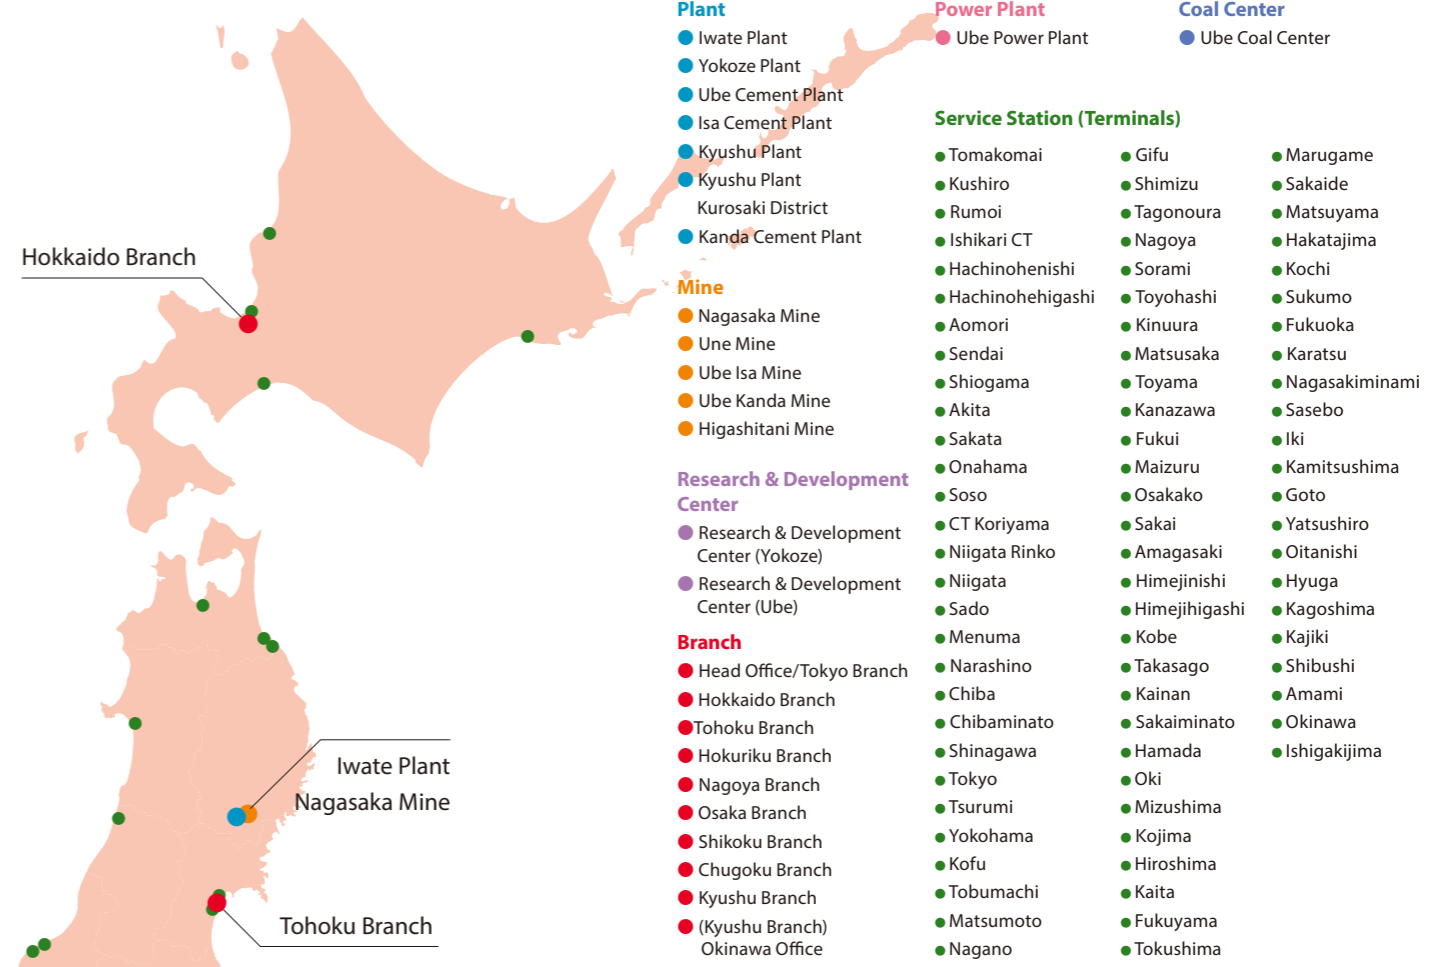 Hokkaido Branch
Iwate Plant
Nagasaka Mine
Tohoku Branch
Plant
Iwate Plant
Yokoze Plant
Ube Cement Plant
Isa Cement Plant
Kyushu Plant
Kyushu Plant
Kurosaki District
Kanda Cement Plant
Mine
Nagasaka Mine
Une Mine
Ube Isa Mine
Ube Kanda Mine
Higashitani Mine
Research & Development
Center
Research & Development
Center (Yokoze)
Research & Development
Center (Ube)
Branch
Head Office/Tokyo Branch
Hokkaido Branch
Tohoku Branch
Hokuriku Branch
Nagoya Branch
Osaka Branch
Shikoku Branch
Chugoku Branch
Kyushu Branch
(Kyushu Branch)
Okinawa Office
Power Plant
Ube Power Plant
Coal Center
Ube Coal Center
Service Station (Terminals)
Tomakomai
Kushiro
Rumoi
Ishikari CT
Hachinohenishi
Hachinohehigashi
Aomori
Sendai
Shiogama
Akita
Sakata
Onahama
Soso
CT Koriyama
Niigata Rinko
Niigata
Sado
Menuma
Narashino
Chiba
Chibaminato
Shinagawa
Tokyo
Tsurumi
Yokohama
Kofu
Tobumachi
Matsumoto
Nagano
Gifu
Shimizu
Tagonoura
Nagoya
Sorami
Toyohashi
Kinuura
Matsusaka
Toyama
Kanazawa
Fukui
Maizuru
Osakako
Sakai
Amagasaki
Himejinishi
Himejihigashi
Kobe
Takasago
Kainan
Sakaiminato
Hamada
Oki
Mizushima
Kojima
Hiroshima
Kaita
Fukuyama
Tokushima
Marugame
Sakaide
Matsuyama
Hakatajima
Kochi
Sukumo
Fukuoka
Karatsu
Nagasakiminami
Sasebo
Iki
Kamitsushima
Goto
Yatsushiro
Oitanishi
Hyuga
Kagoshima
Kajiki
Shibushi
Amami
Okinawa
Ishigakijima